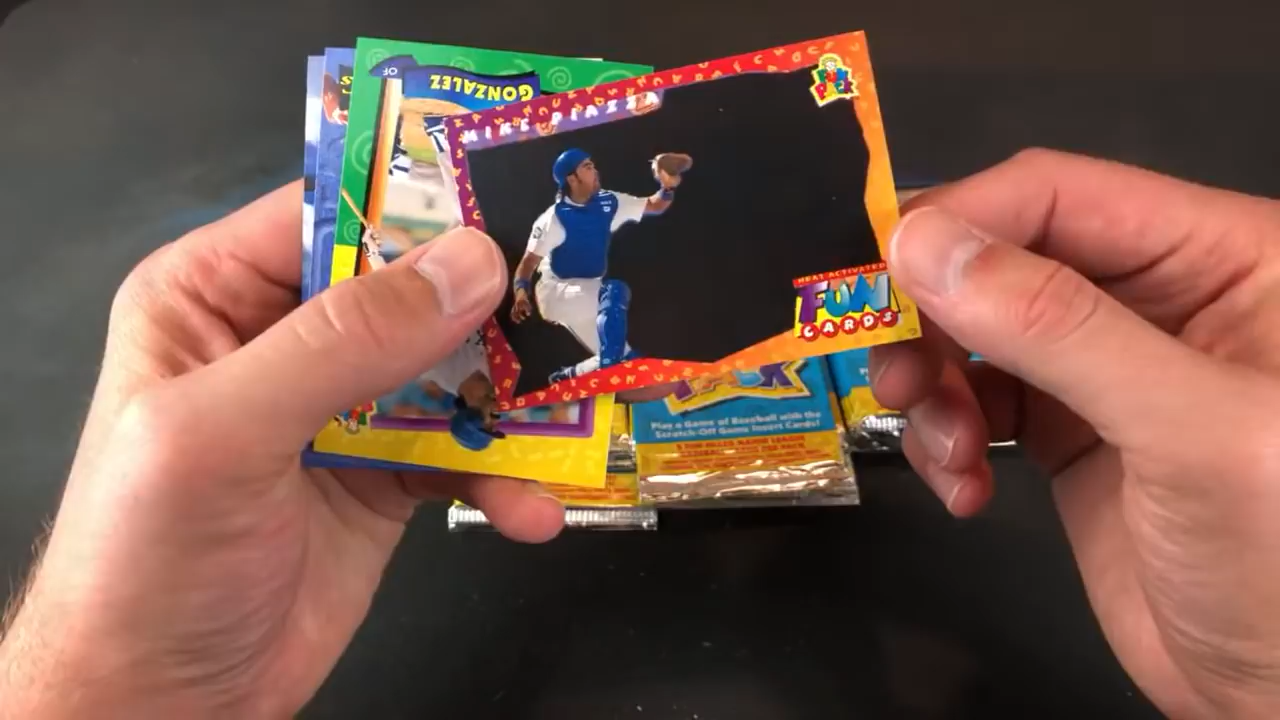 OF
GONZALEZ
MIKE PIAZZA
FUN
PACK
HEAT ACTIVATED
FUN
CARDS
Play a Game of Baseball with the
Scratch-Off Game Insert Cards!